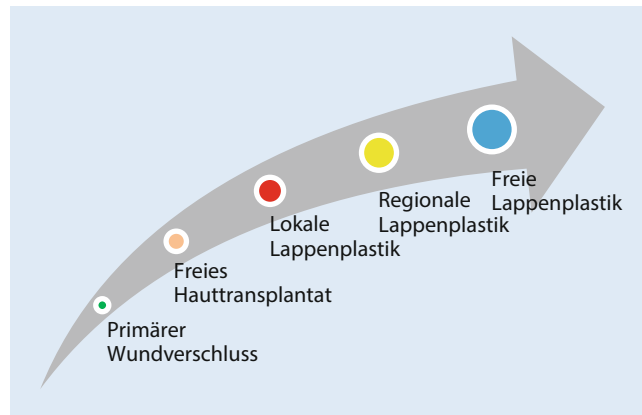 Primärer
Wundverschluss
Freies
Hauttransplantat
Lokale
Lappenplastik
Regionale
Lappenplastik
Freie
Lappenplastik